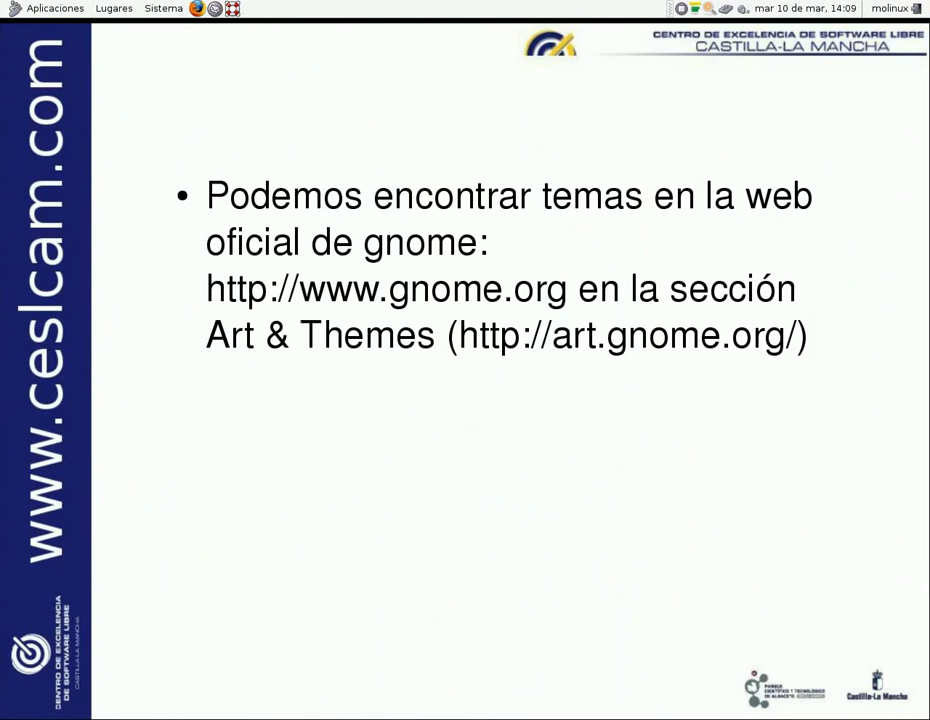 Aplicaciones Lugares Sistema mar 10 de mar, 14:09 molinux
CENTRO DE EXCELENCIA DE SOFTWARE LIBRE
CASTILLA-LA MANCHA
www.ceslcam.com
• Podemos encontrar temas en la web
oficial de gnome:
http://www.gnome.org en la sección
Art & Themes (http://art.gnome.org/)
CENTRO DE EXCELENCIA
DE SOFTWARE LIBRE
CASTILLA-LA MANCHA
PARQUE
CIENTÍFICO Y TECNOLÓGICO
DE ALBACETE
Castilla-La Mancha